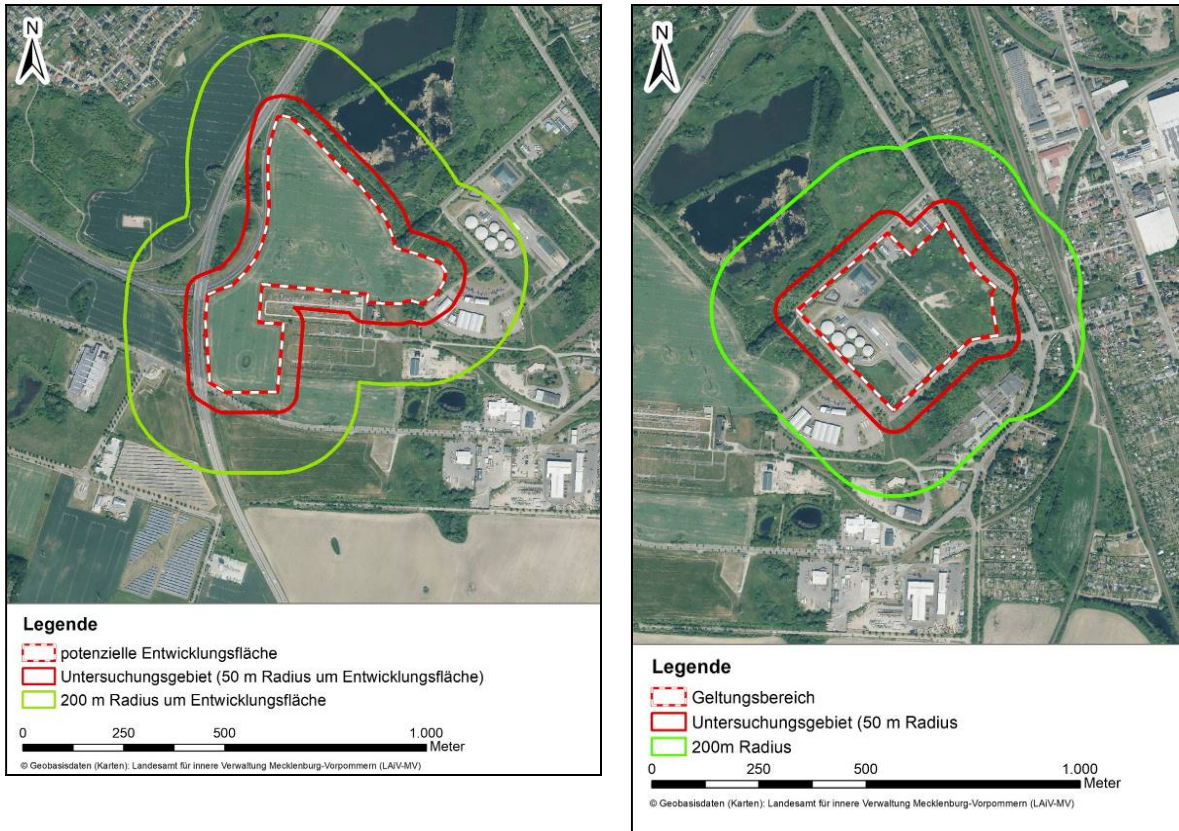 N
Legende
potenzielle Entwicklungsfläche
Untersuchungsgebiet (50 m Radius um Entwicklungsfläche)
200 m Radius um Entwicklungsfläche
0 250 500 1.000
Meter
© Geobasisdaten (Karten): Landesamt für innere Verwaltung Mecklenburg-Vorpommern (LAiV-MV)
N
Legende
Geltungsbereich
Untersuchungsgebiet (50 m Radius
200m Radius
0 250 500 1.000
Meter
© Geobasisdaten (Karten): Landesamt für innere Verwaltung Mecklenburg-Vorpommern (LAiV-MV)